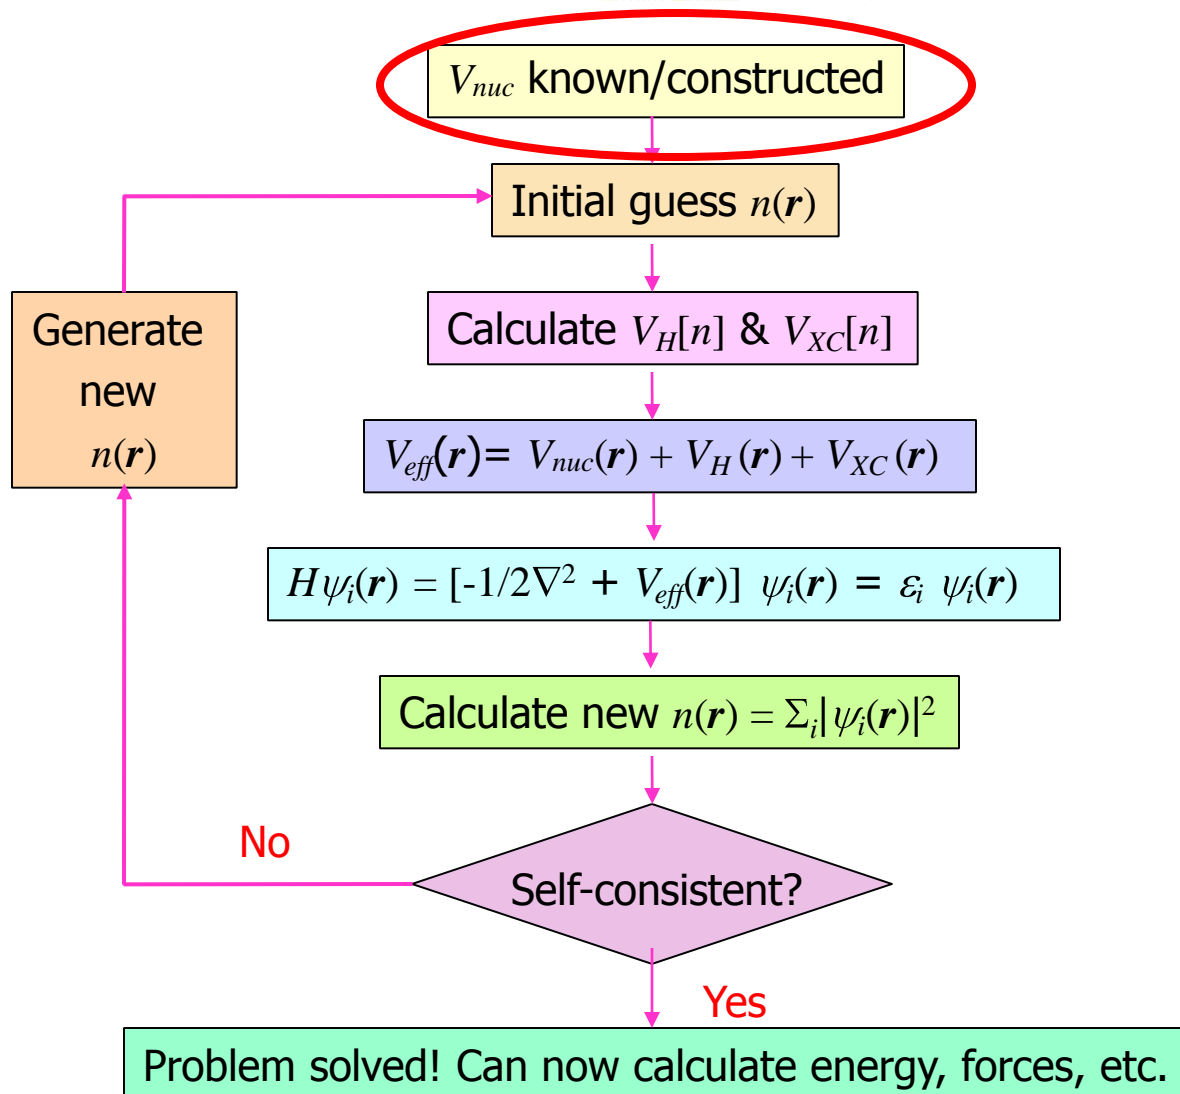 V_nuc known/constructed
Initial guess n(r)
Generate
new
n(r)
Calculate V_H[n] & V_XC[n]
V_eff(r)= V_nuc(r) + V_H (r) + V_XC (r)
Hψ_i(r) = [-1/2∇² + V_eff(r)] ψ_i(r) = ε_i ψ_i(r)
Calculate new n(r) = Σ_i|ψ_i(r)|²
No
Self-consistent?
Yes
Problem solved! Can now calculate energy, forces, etc.